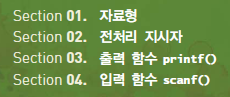 Section 01. 자료형
Section 02. 전처리 지시자
Section 03. 출력 함수 printf()
Section 04. 입력 함수 scanf()